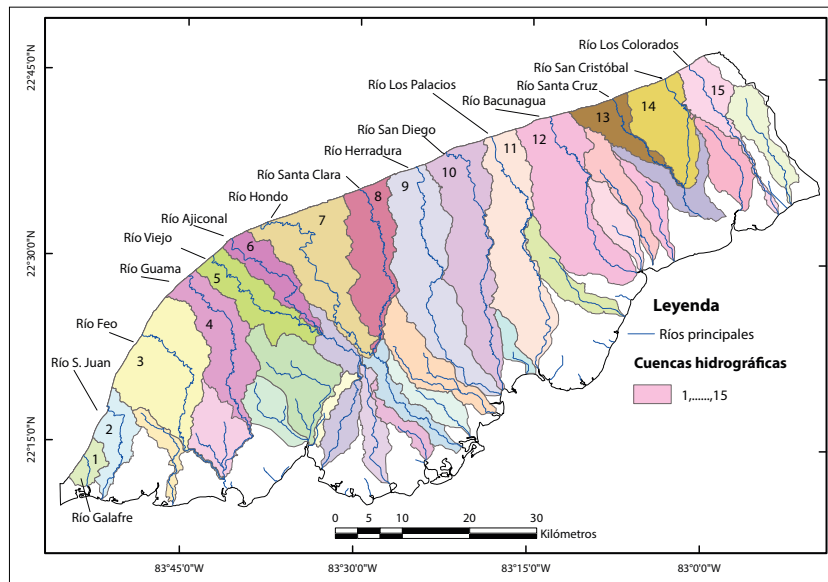 22°45'0"N
22°30'0"N
22°15'0"N
Río Los Colorados
Río San Cristóbal
Río Santa Cruz
Río Los Palacios
Río Bacunagua
Río San Diego
Río Herradura
Río Santa Clara
Río Hondo
Río Ajiconal
Río Viejo
Río Guama
Río Feo
Río S. Juan
Río Galafre
15
14
13
12
11
10
9
8
7
6
5
4
3
2
1
Leyenda
Ríos principales
Cuencas hidrográficas
1,......,15
0 5 10 20 30
Kilómetros
83°45'0"W 83°30'0"W 83°15'0"W 83°0'0"W